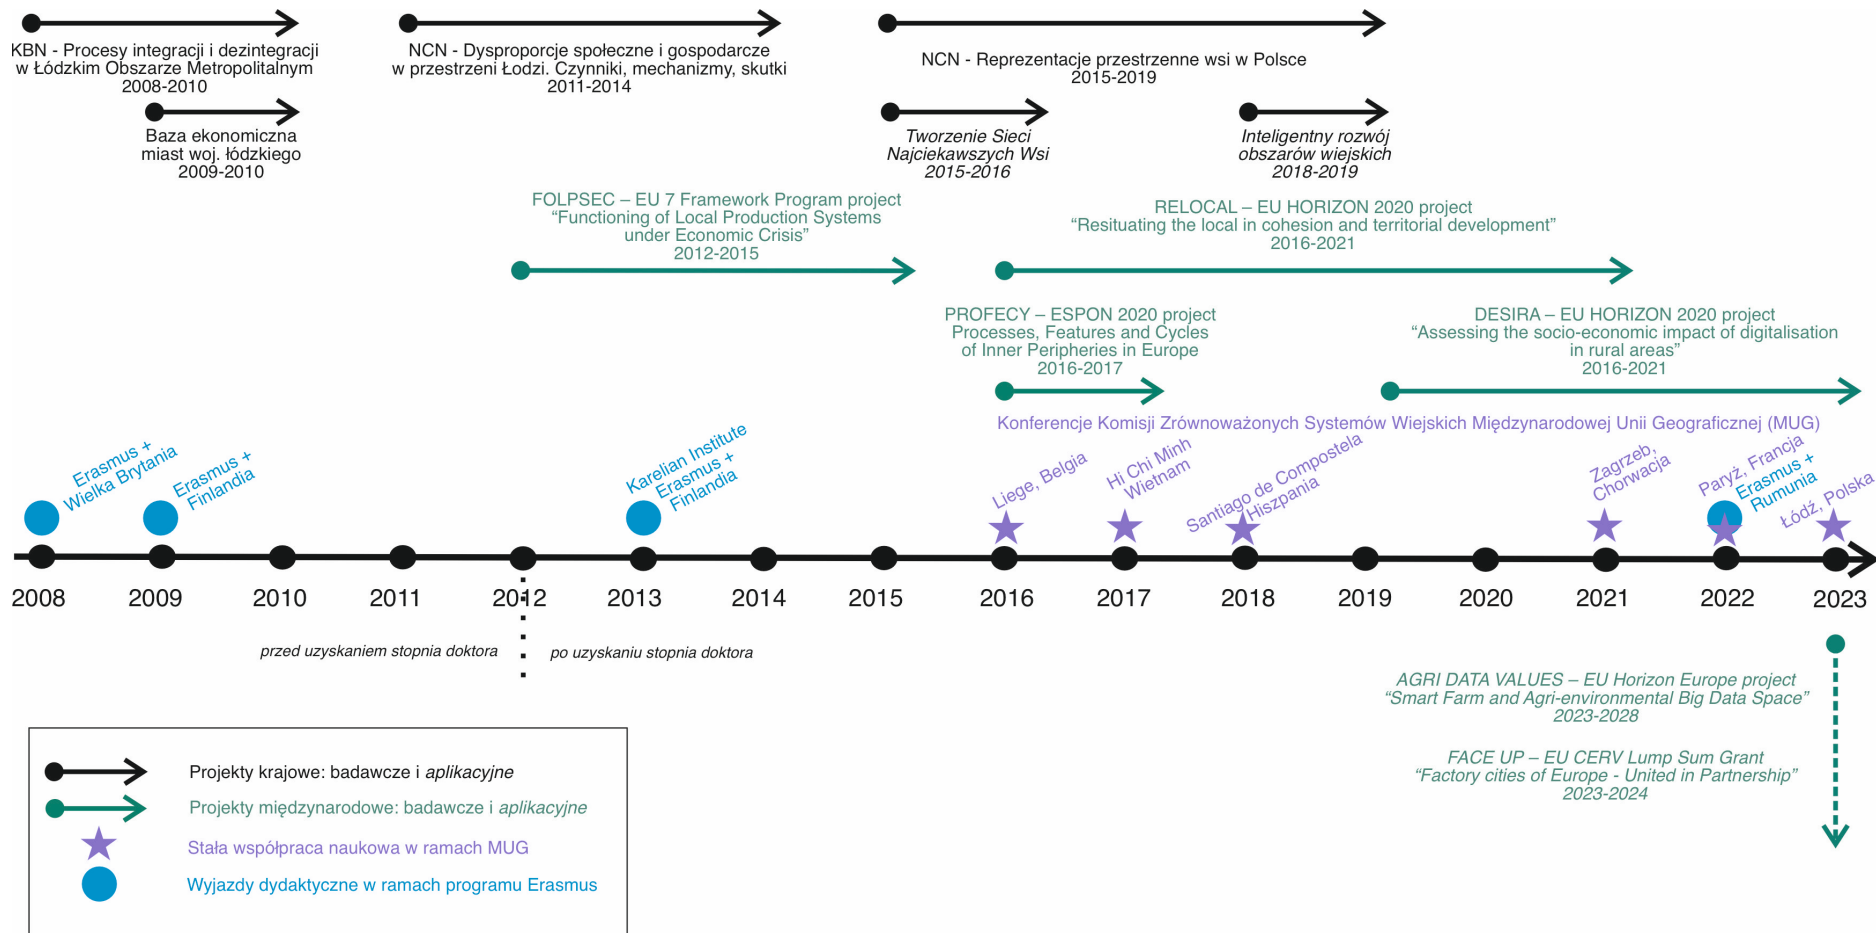 KBN - Procesy integracji i dezintegracji
w Łódzkim Obszarze Metropolitalnym
2008-2010
NCN - Dysproporcje społeczne i gospodarcze
w przestrzeni Łodzi. Czynniki, mechanizmy, skutki
2011-2014
NCN - Reprezentacje przestrzenne wsi w Polsce
2015-2019
Baza ekonomiczna
miast woj. łódzkiego
2009-2010
Tworzenie Sieci
Najciekawszych Wsi
2015-2016
Inteligentny rozwój
obszarów wiejskich
2018-2019
FOLPSEC – EU 7 Framework Program project
“Functioning of Local Production Systems
under Economic Crisis”
2012-2015
RELOCAL – EU HORIZON 2020 project
“Resituating the local in cohesion and territorial development”
2016-2021
PROFECY – ESPON 2020 project
Processes, Features and Cycles
of Inner Peripheries in Europe
2016-2017
DESIRA – EU HORIZON 2020 project
“Assessing the socio-economic impact of digitalisation
in rural areas”
2016-2021
Konferencje Komisji Zrównoważonych Systemów Wiejskich Międzynarodowej Unii Geograficznej (MUG)
Erasmus +
Wielka Brytania
Erasmus +
Finlandia
Karelian Institute
Erasmus +
Finlandia
Liege, Belgia
Hi Chi Minh
Wietnam
Santiago de Compostela
Hiszpania
Zagrzeb,
Chorwacja
Paryż, Francja
Erasmus +
Rumunia
Łódź, Polska
2008
2009
2010
2011
2012
2013
2014
2015
2016
2017
2018
2019
2020
2021
2022
2023
przed uzyskaniem stopnia doktora
po uzyskaniu stopnia doktora
AGRI DATA VALUES – EU Horizon Europe project
“Smart Farm and Agri-environmental Big Data Space”
2023-2028
FACE UP – EU CERV Lump Sum Grant
“Factory cities of Europe - United in Partnership”
2023-2024
Projekty krajowe: badawcze i aplikacyjne
Projekty międzynarodowe: badawcze i aplikacyjne
Stała współpraca naukowa w ramach MUG
Wyjazdy dydaktyczne w ramach programu Erasmus